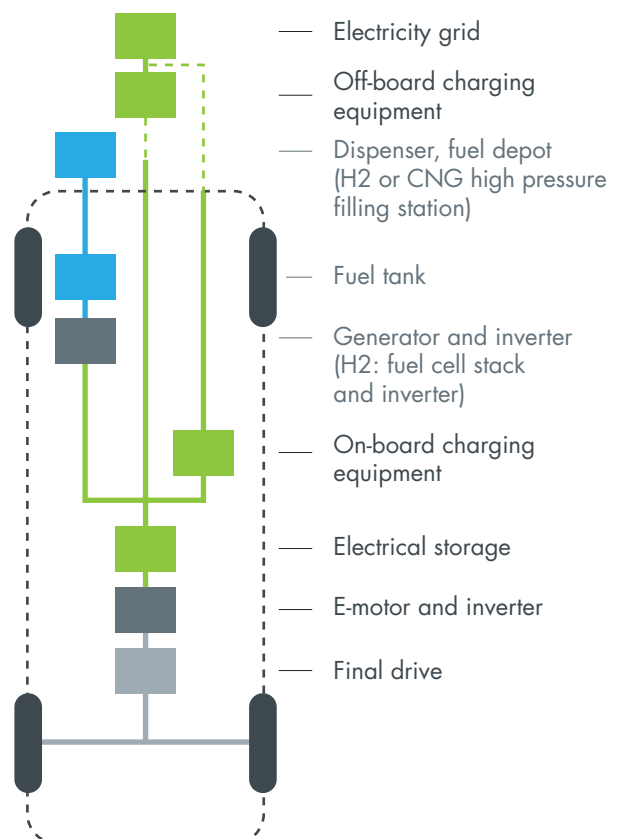 Electricity grid
Off-board charging
equipment
Dispenser, fuel depot
(H2 or CNG high pressure
filling station)
Fuel tank
Generator and inverter
(H2: fuel cell stack
and inverter)
On-board charging
equipment
Electrical storage
E-motor and inverter
Final drive